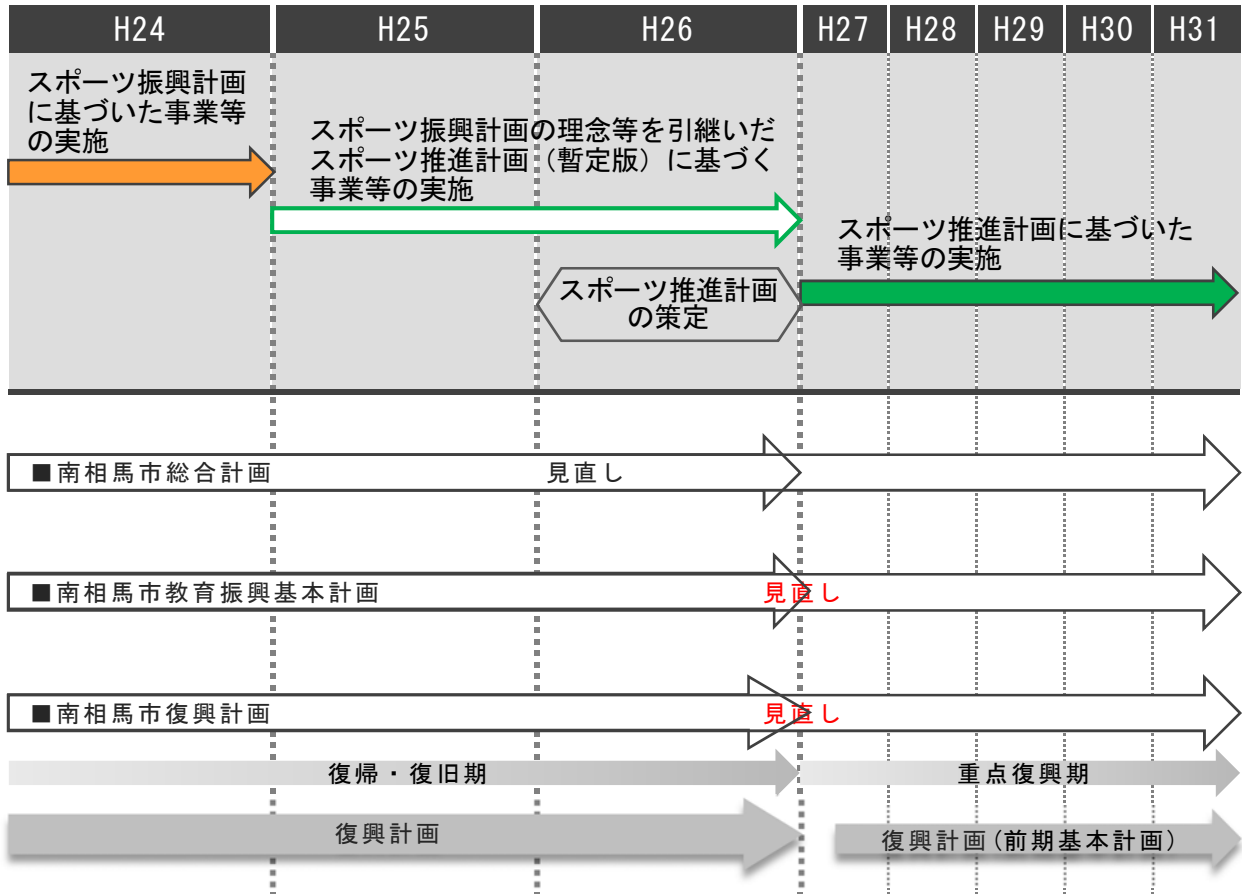 H24 H25 H26 H27 H28 H29 H30 H31
スポーツ振興計画
に基づいた事業等
の実施
スポーツ振興計画の理念等を引継いだ
スポーツ推進計画（暫定版）に基づく
事業等の実施
スポーツ推進計画に基づいた
事業等の実施
スポーツ推進計画
の策定
■南相馬市総合計画 見直し
■南相馬市教育振興基本計画 見直し
■南相馬市復興計画 見直し
復帰・復旧期 重点復興期
復興計画 復興計画(前期基本計画)